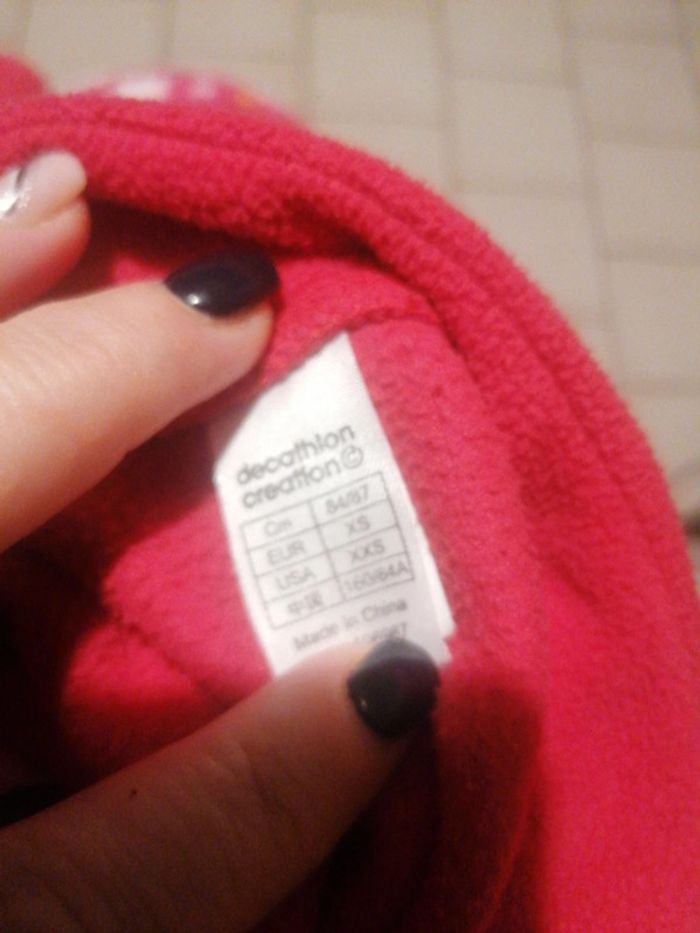 decathlon
creation ©
Cm 84/87
EUR XS
USA XXS
中国 160/84A
Made in China